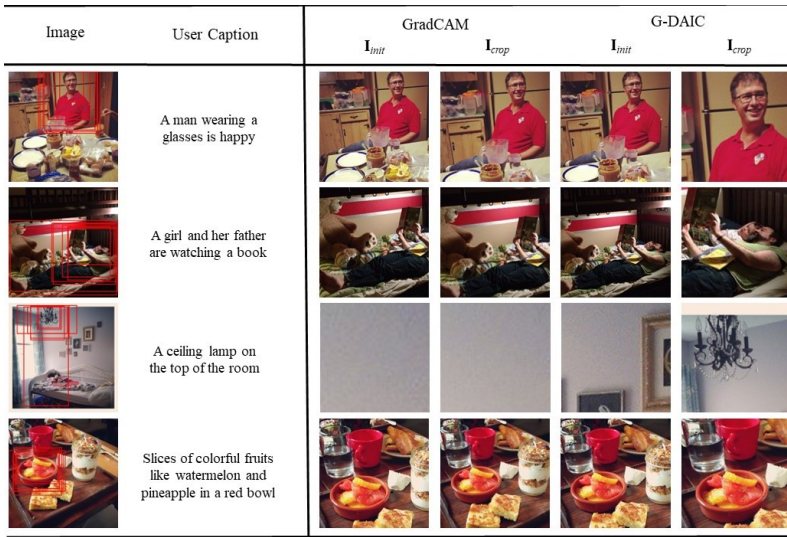 Image User Caption GradCAM G-DAIC
I_init I_crop I_init I_crop
A man wearing a
glasses is happy
A girl and her father
are watching a book
A ceiling lamp on
the top of the room
Slices of colorful fruits
like watermelon and
pineapple in a red bowl